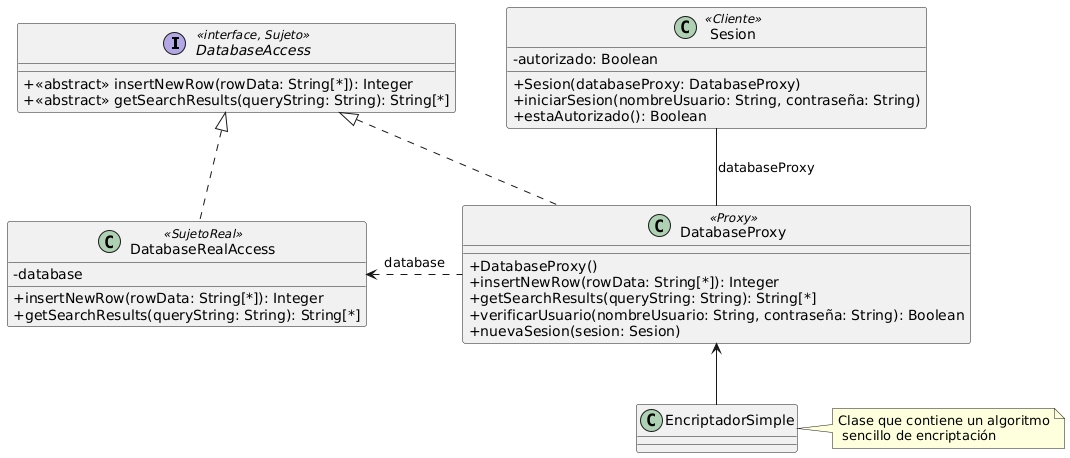 «interface, Sujeto»
I
DatabaseAccess
+«abstract» insertNewRow(rowData: String[*]): Integer
+«abstract» getSearchResults(queryString: String): String[*]
«Cliente»
C
Sesion
-autorizado: Boolean
+Sesion(databaseProxy: DatabaseProxy)
+iniciarSesion(nombreUsuario: String, contraseña: String)
+estaAutorizado(): Boolean
databaseProxy
«SujetoReal»
C
DatabaseRealAccess
-database
+insertNewRow(rowData: String[*]): Integer
+getSearchResults(queryString: String): String[*]
database
«Proxy»
C
DatabaseProxy
+DatabaseProxy()
+insertNewRow(rowData: String[*]): Integer
+getSearchResults(queryString: String): String[*]
+verificarUsuario(nombreUsuario: String, contraseña: String): Boolean
+nuevaSesion(sesion: Sesion)
C EncriptadorSimple
Clase que contiene un algoritmo
sencillo de encriptación